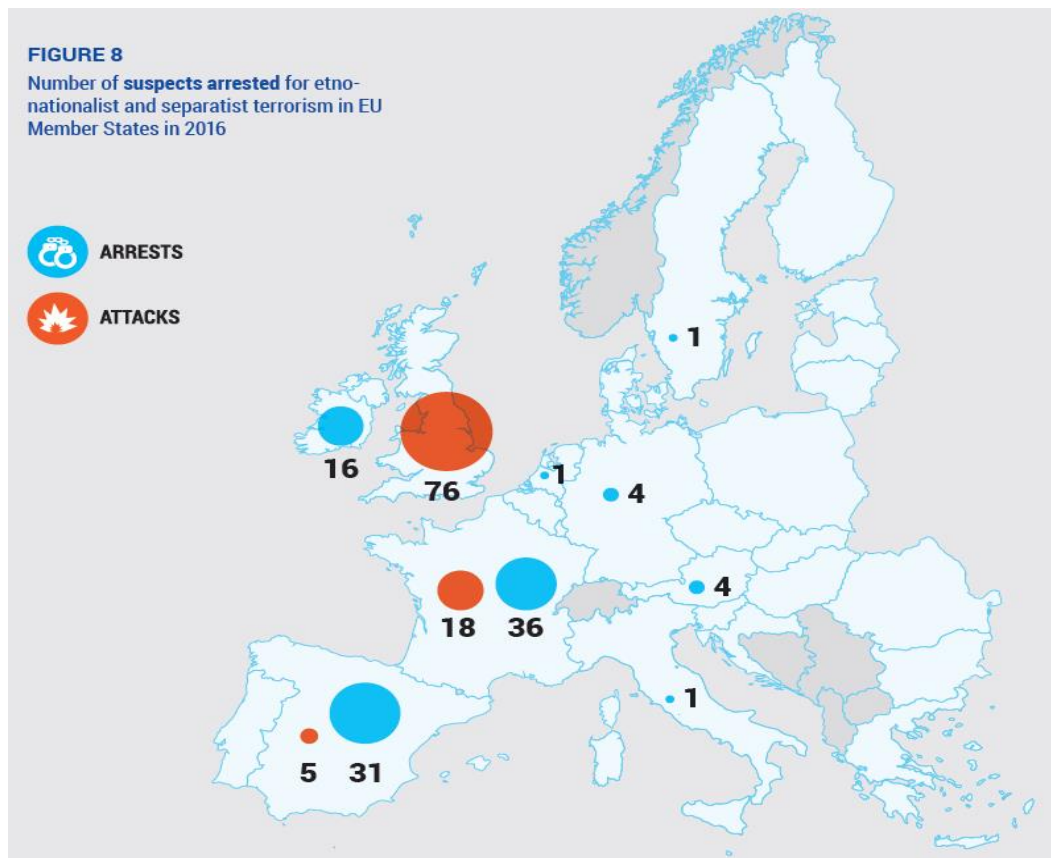 FIGURE 8
Number of suspects arrested for etno-
nationalist and separatist terrorism in EU
Member States in 2016
ARRESTS
ATTACKS
1
16
76
1
4
4
18
36
1
5
31